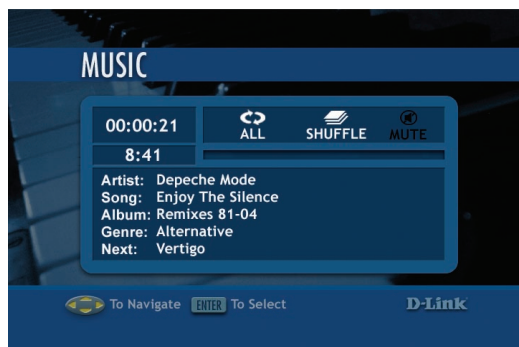 MUSIC
00:00:21
ALL SHUFFLE MUTE
8:41
Artist: Depeche Mode
Song: Enjoy The Silence
Album: Remixes 81-04
Genre: Alternative
Next: Vertigo
To Navigate ENTER To Select D-Link